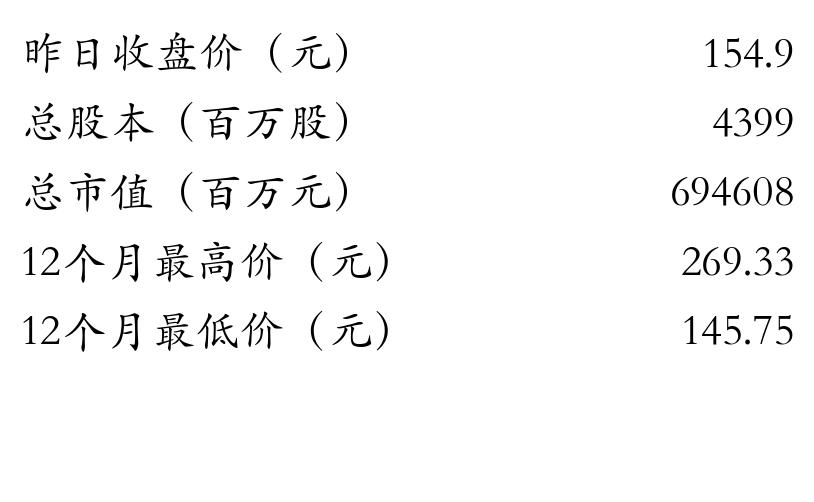 昨日收盘价（元） 154.9
总股本（百万股） 4399
总市值（百万元） 694608
12个月最高价（元） 269.33
12个月最低价（元） 145.75